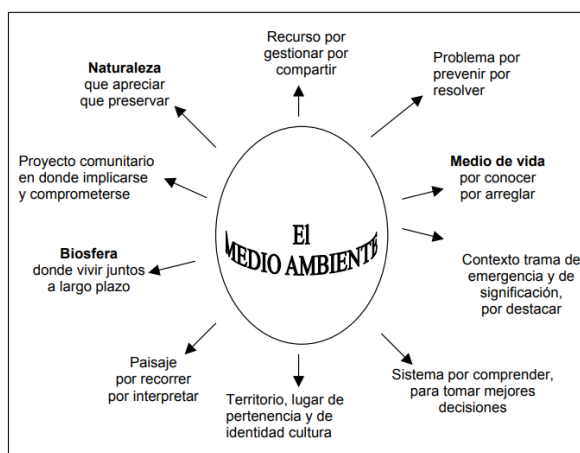 Recurso por
gestionar por
compartir
Problema por
prevenir por
resolver
Naturaleza
que apreciar
que preservar
Medio de vida
por conocer
por arreglar
Proyecto comunitario
en donde implicarse
y comprometerse
El
MEDIO AMBIENTE
Biosfera
donde vivir juntos
a largo plazo
Contexto trama de
emergencia y de
significación,
por destacar
Paisaje
por recorrer
por interpretar
Territorio, lugar de
pertenencia y de
identidad cultura
Sistema por comprender,
para tomar mejores
decisiones